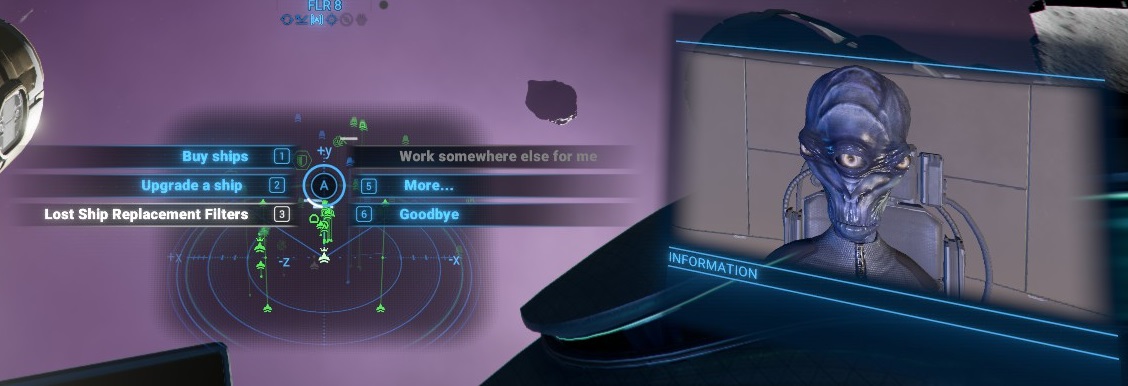 FLR 8
Buy ships 1
Upgrade a ship 2
Lost Ship Replacement Filters 3
+y
A
Work somewhere else for me
5 More...
6 Goodbye
+x
-z
-x
INFORMATION